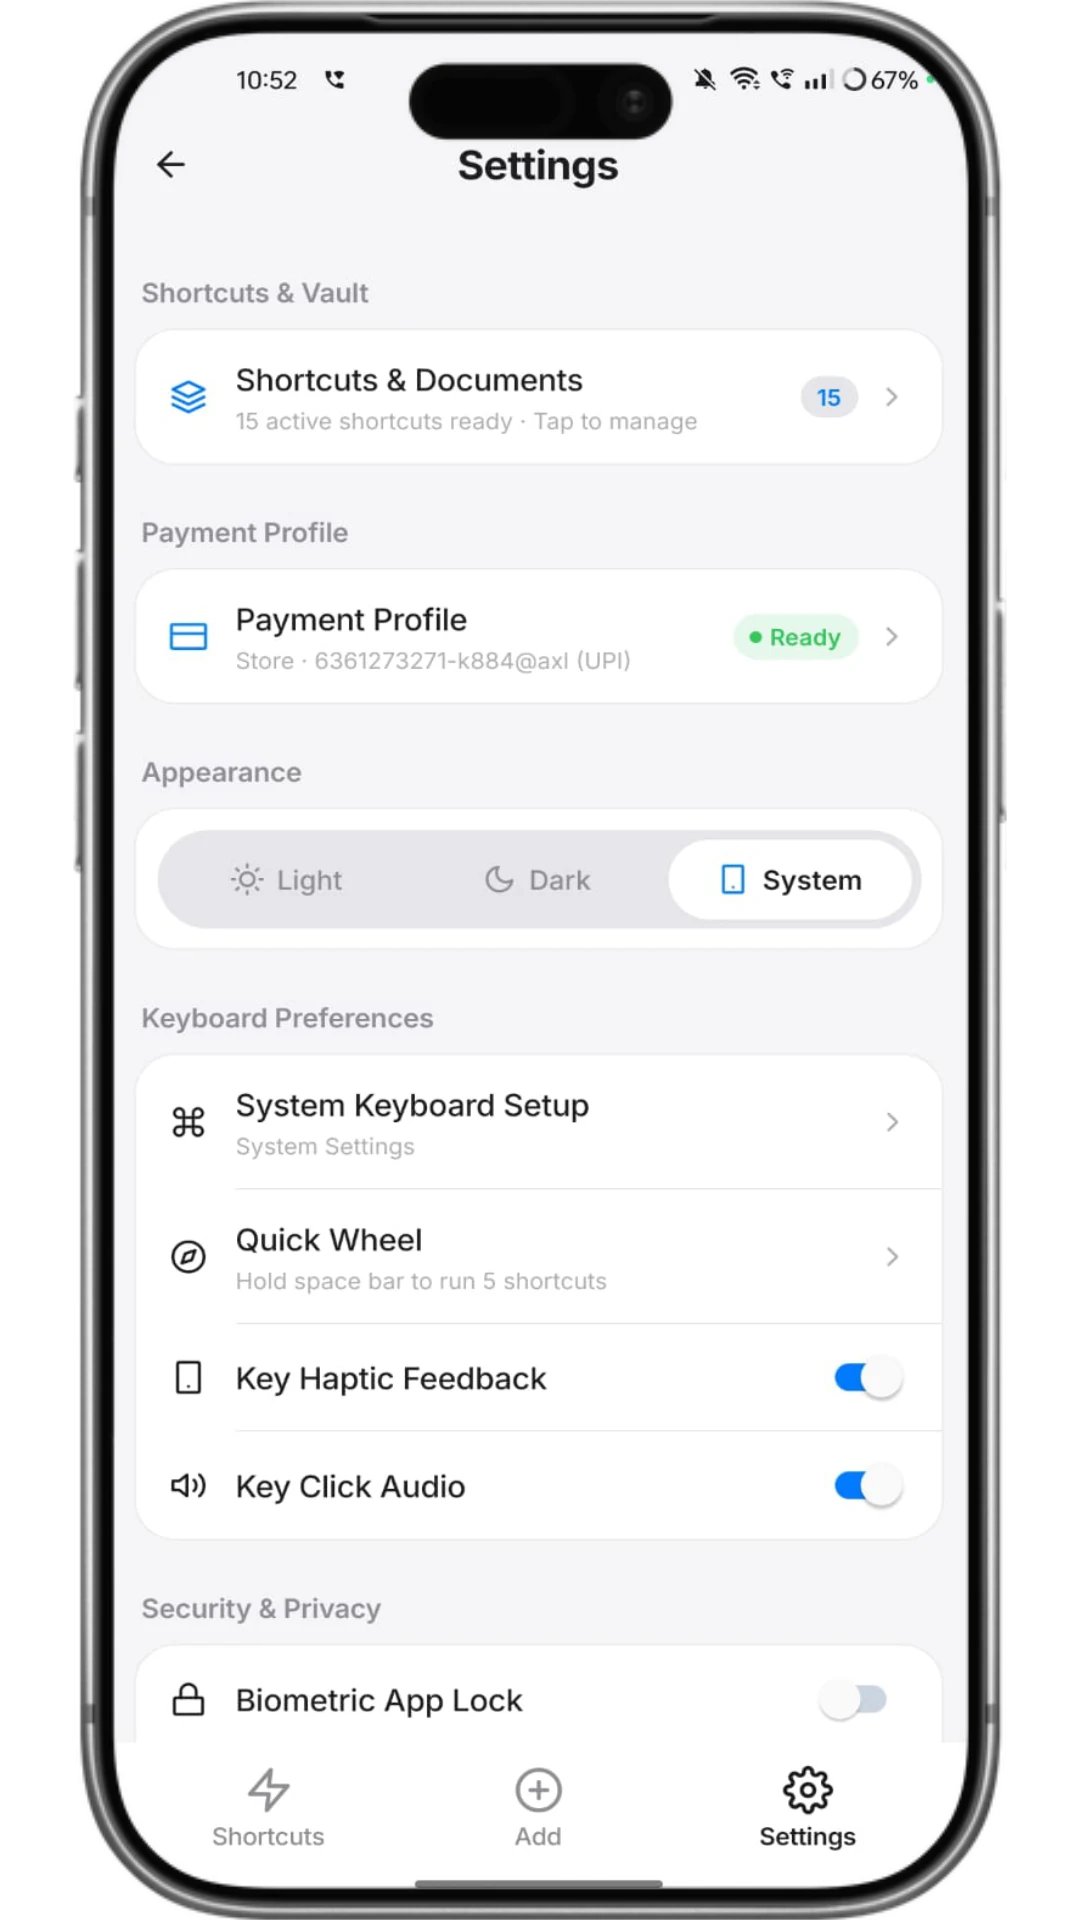 10:52
67%
Settings
Shortcuts & Vault
Shortcuts & Documents
15 active shortcuts ready · Tap to manage
15
Payment Profile
Payment Profile
Store · 6361273271-k884@axl (UPI)
Ready
Appearance
Light
Dark
System
Keyboard Preferences
System Keyboard Setup
System Settings
Quick Wheel
Hold space bar to run 5 shortcuts
Key Haptic Feedback
Key Click Audio
Security & Privacy
Biometric App Lock
Shortcuts
Add
Settings